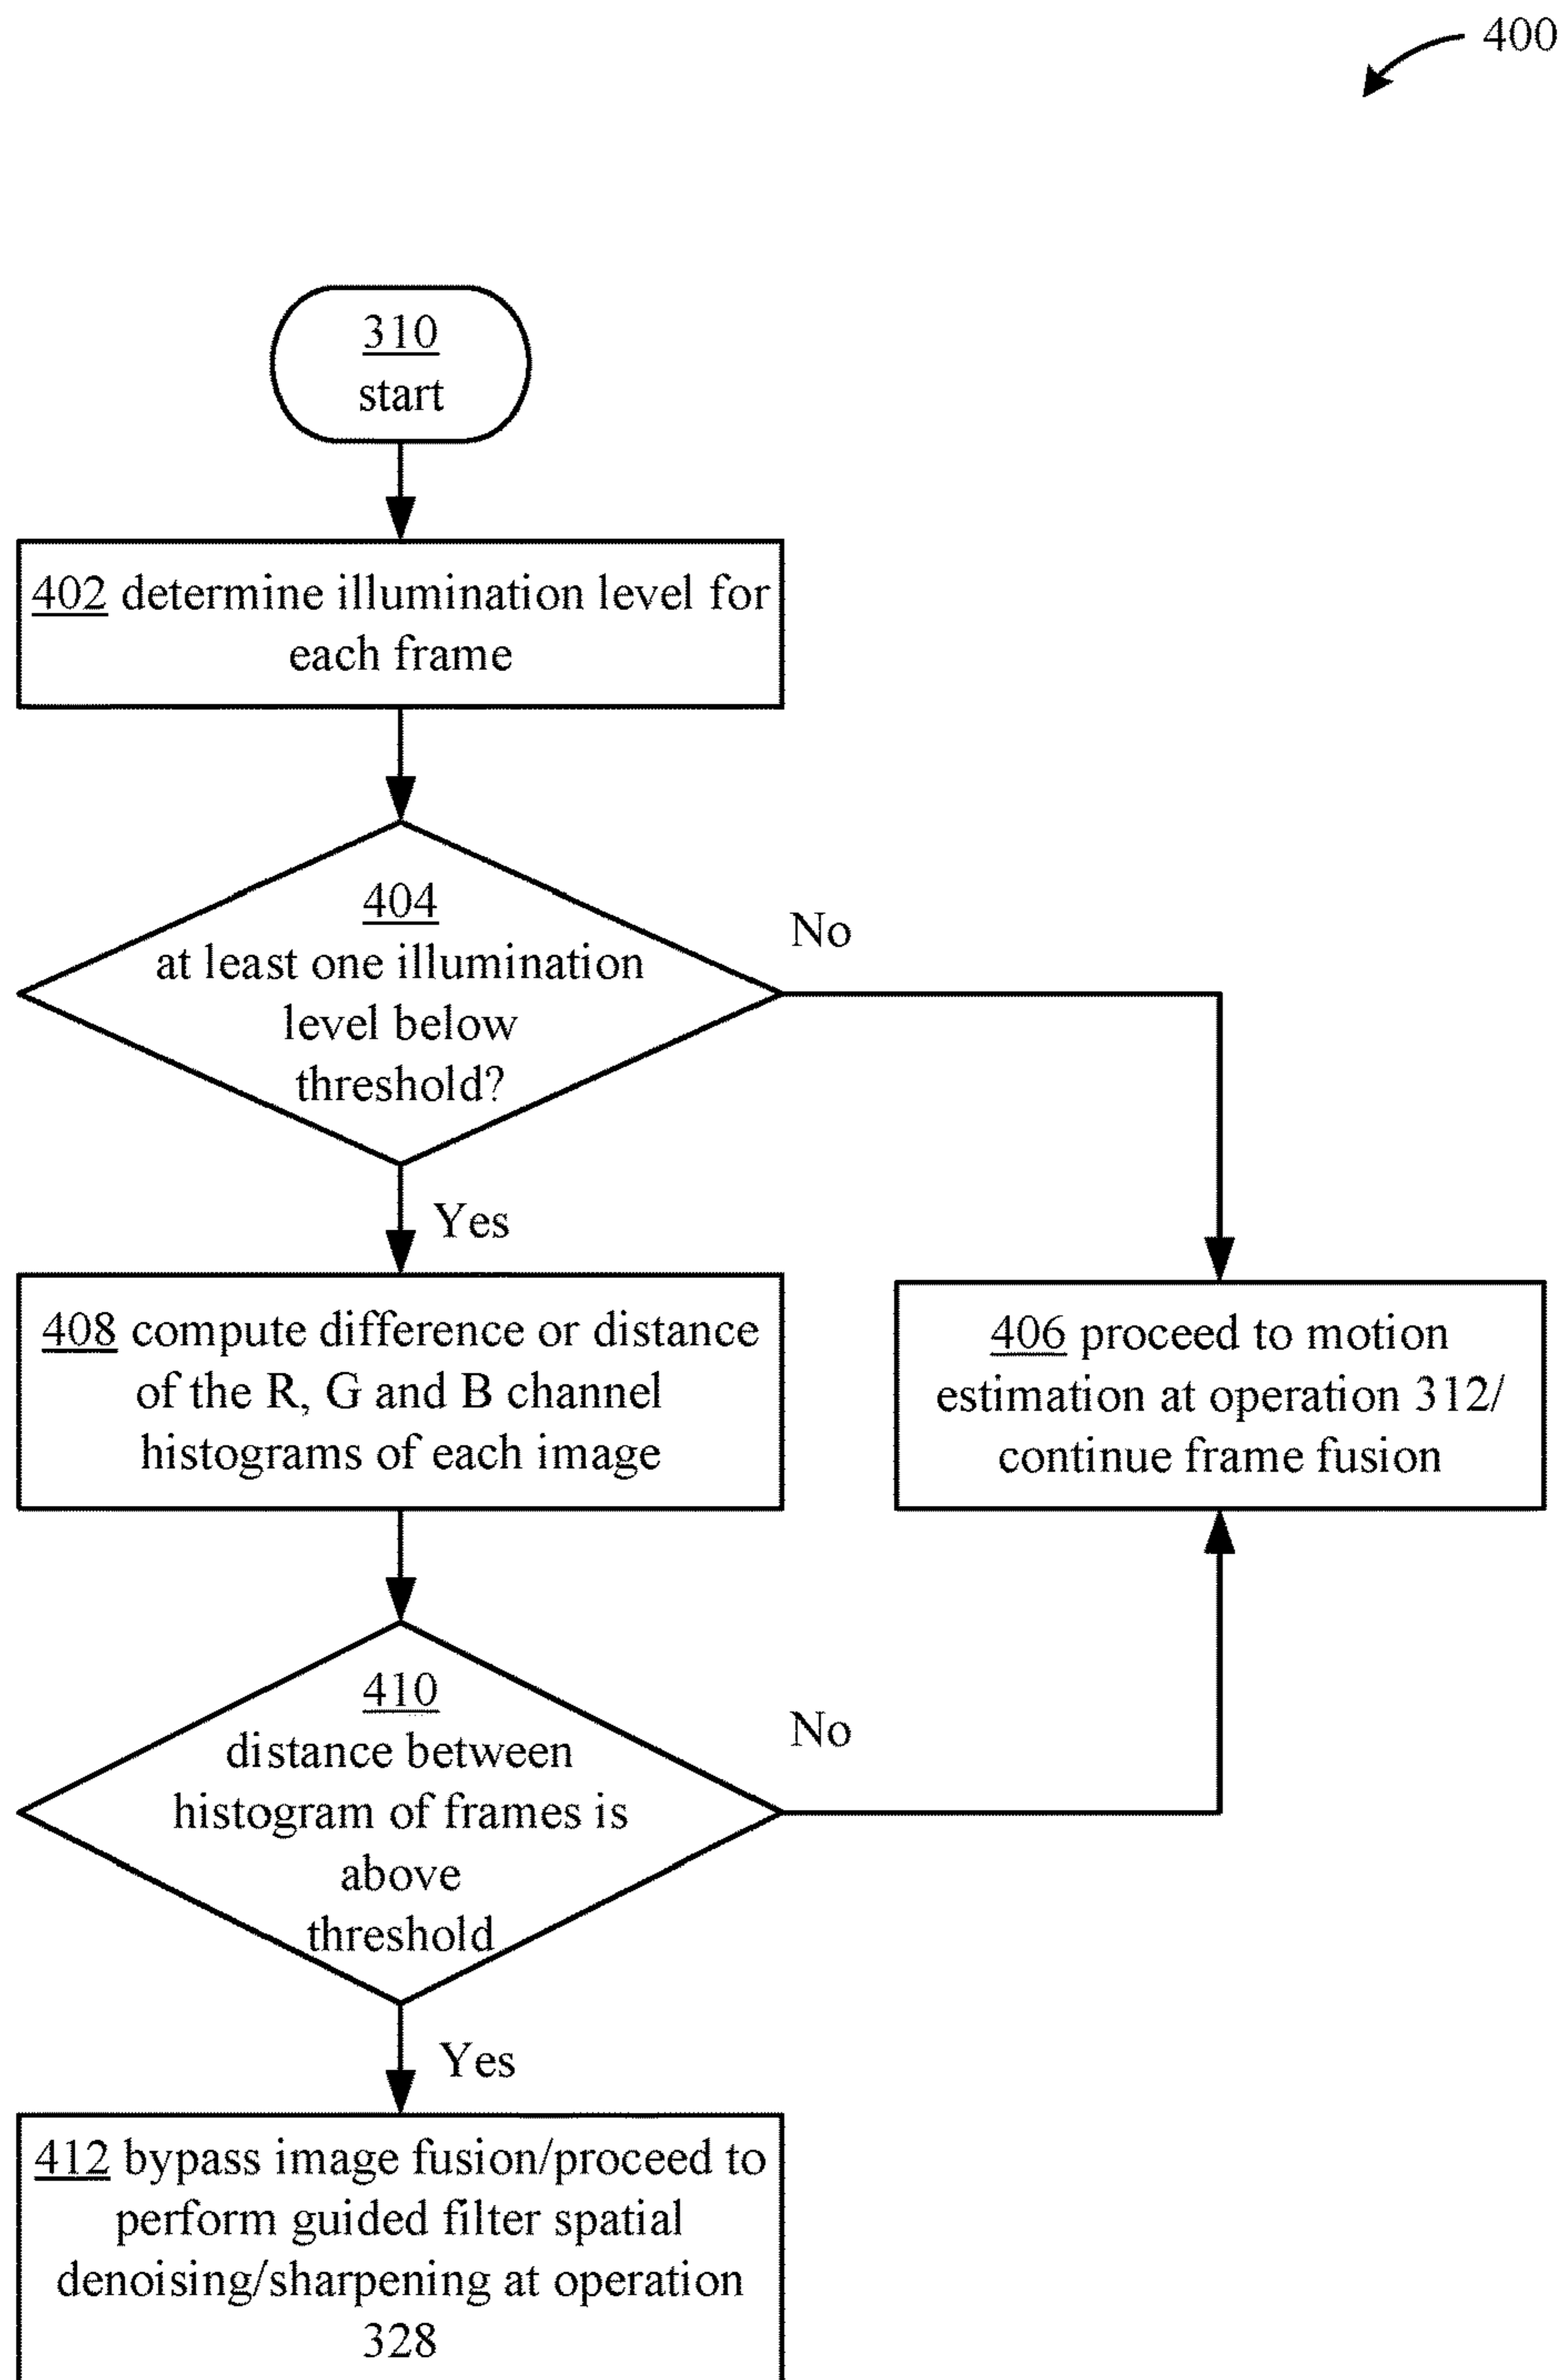 400
310
start
402 determine illumination level for
each frame
404
at least one illumination
level below
threshold?
No
Yes
408 compute difference or distance
of the R, G and B channel
histograms of each image
406 proceed to motion
estimation at operation 312/
continue frame fusion
410
distance between
histogram of frames is
above
threshold
No
Yes
412 bypass image fusion/proceed to
perform guided filter spatial
denoising/sharpening at operation
328